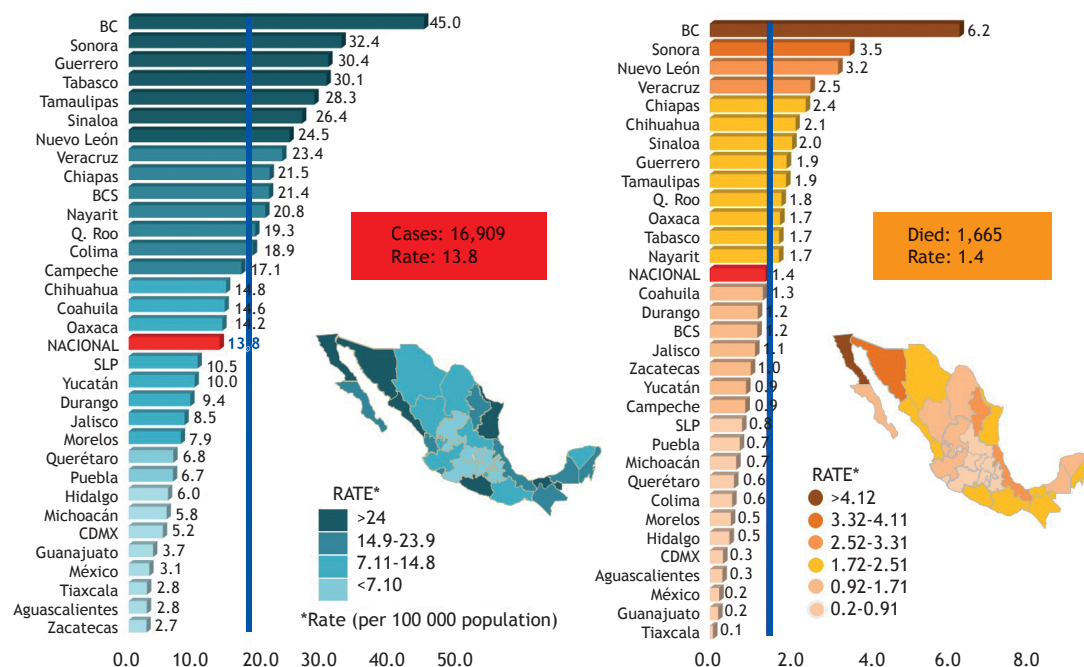 BC 45.0
Sonora 32.4
Guerrero 30.4
Tabasco 30.1
Tamaulipas 28.3
Sinaloa 26.4
Nuevo León 24.5
Veracruz 23.4
Chiapas 21.5
BCS 21.4
Nayarit 20.8
Q. Roo 19.3
Colima 18.9
Campeche 17.1
Chihuahua 14.8
Coahuila 14.6
Oaxaca 14.2
NACIONAL 13.8
SLP 10.5
Yucatán 10.0
Durango 9.4
Jalisco 8.5
Morelos 7.9
Querétaro 6.8
Puebla 6.7
Hidalgo 6.0
Michoacán 5.8
CDMX 5.2
Guanajuato 3.7
México 3.1
Tiaxcala 2.8
Aguascalientes 2.8
Zacatecas 2.7
0.0 10.0 20.0 30.0 40.0 50.0
Cases: 16,909
Rate: 13.8
RATE*
>24
14.9-23.9
7.11-14.8
<7.10
*Rate (per 100 000 population)
BC 6.2
Sonora 3.5
Nuevo León 3.2
Veracruz 2.5
Chiapas 2.4
Chihuahua 2.1
Sinaloa 2.0
Guerrero 1.9
Tamaulipas 1.9
Q. Roo 1.8
Oaxaca 1.7
Tabasco 1.7
Nayarit 1.7
NACIONAL 1.4
Coahuila 1.3
Durango 1.2
BCS 1.2
Jalisco 1.1
Zacatecas 1.0
Yucatán 0.9
Campeche 0.9
SLP 0.8
Puebla 0.7
Michoacán 0.7
Querétaro 0.6
Colima 0.6
Morelos 0.5
Hidalgo 0.5
CDMX 0.3
Aguascalientes 0.3
México 0.2
Guanajuato 0.2
Tiaxcala 0.1
0.0 2.0 4.0 6.0 8.0
Died: 1,665
Rate: 1.4
RATE*
>4.12
3.32-4.11
2.52-3.31
1.72-2.51
0.92-1.71
0.2-0.91